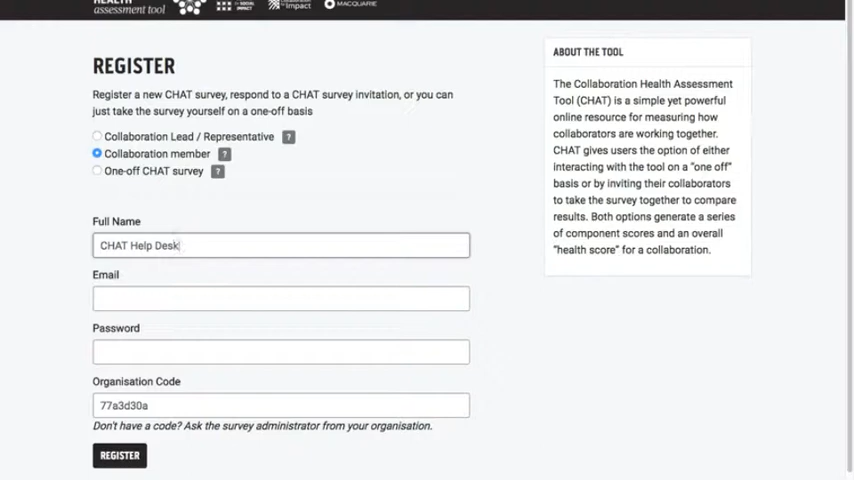 HEALTH
assessment tool
for Impact
MACQUARIE
REGISTER
Register a new CHAT survey, respond to a CHAT survey invitation, or you can
just take the survey yourself on a one-off basis
Collaboration Lead / Representative ?
Collaboration member ?
One-off CHAT survey ?
Full Name
CHAT Help Desk
Email
Password
Organisation Code
77a3d30a
Don't have a code? Ask the survey administrator from your organisation.
REGISTER
ABOUT THE TOOL
The Collaboration Health Assessment
Tool (CHAT) is a simple yet powerful
online resource for measuring how
collaborators are working together.
CHAT gives users the option of either
interacting with the tool on a "one off"
basis or by inviting their collaborators
to take the survey together to compare
results. Both options generate a series
of component scores and an overall
"health score" for a collaboration.